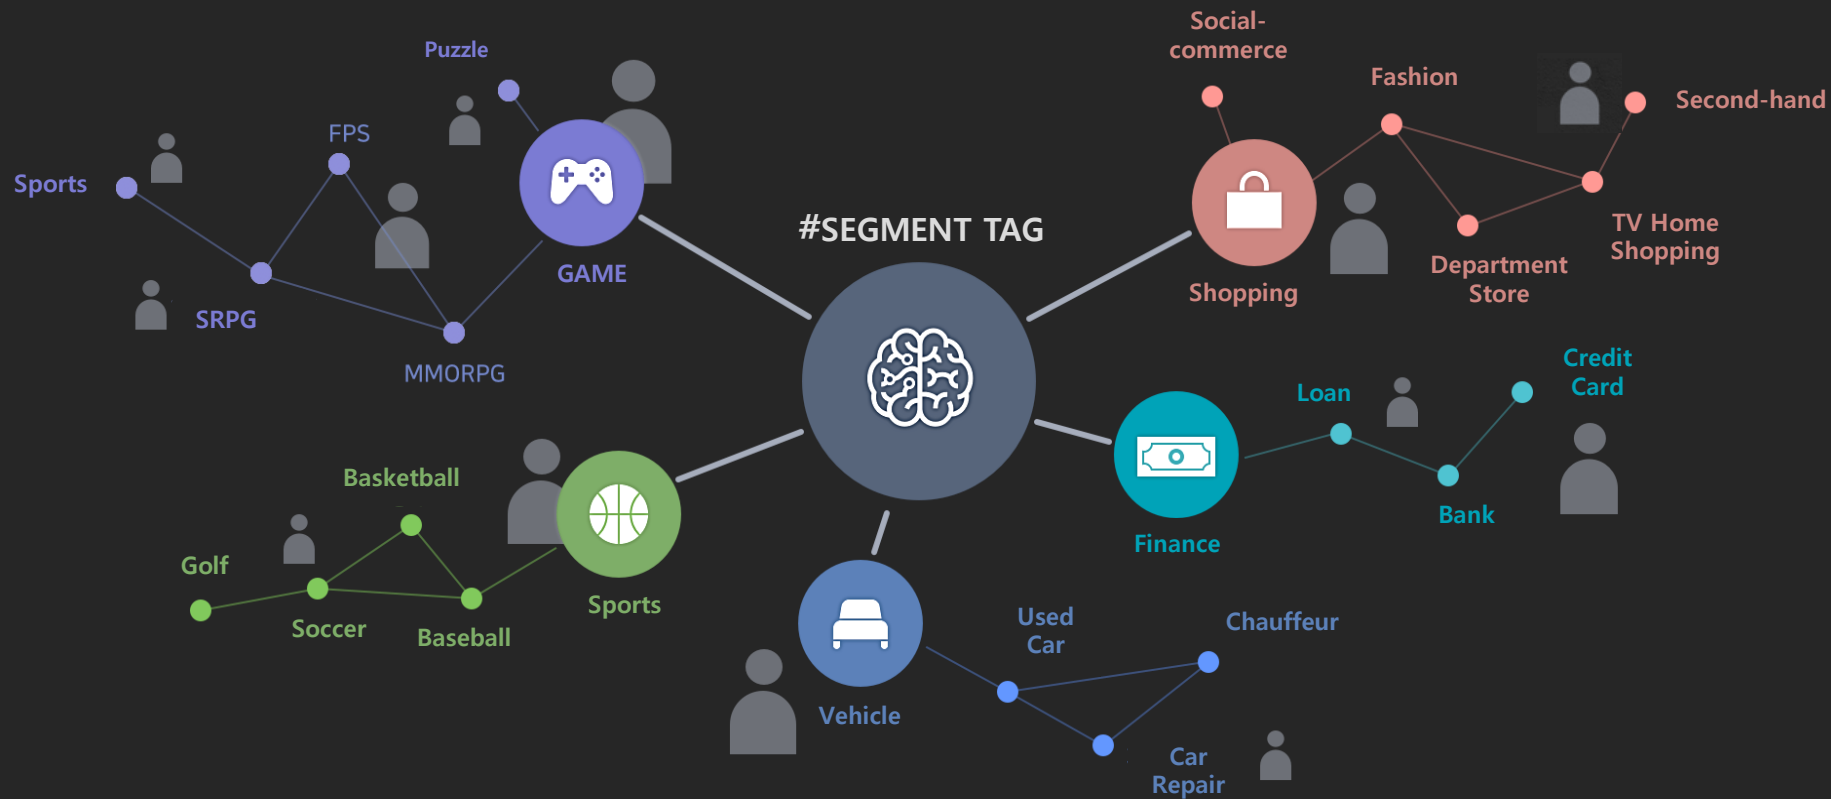 Puzzle
FPS
Sports
SRPG
MMORPG
GAME
#SEGMENT TAG
Social-
commerce
Fashion
Second-hand
TV Home
Shopping
Department
Store
Shopping
Credit
Card
Loan
Bank
Finance
Basketball
Golf
Soccer
Baseball
Sports
Used
Car
Chauffeur
Vehicle
Car
Repair